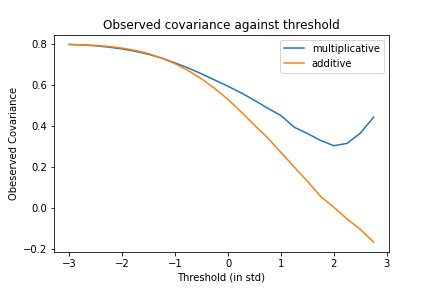 Observed covariance against threshold
multiplicative
additive
Obeserved Covariance
0.8
0.6
0.4
0.2
0.0
−0.2
−3
−2
−1
0
1
2
3
Threshold (in std)